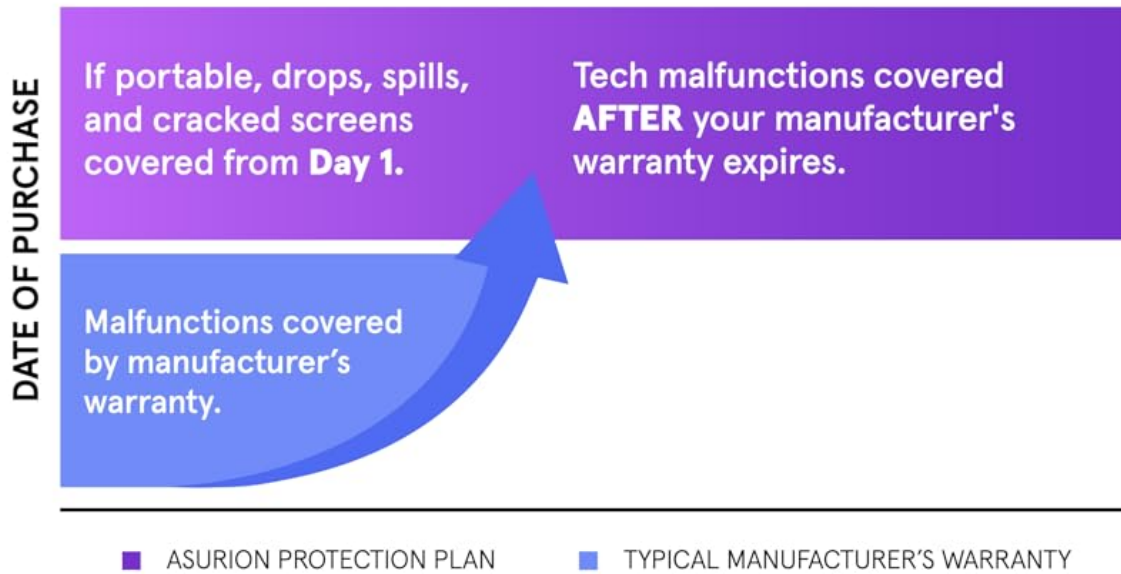 DATE OF PURCHASE
If portable, drops, spills,
and cracked screens
covered from Day 1.
Tech malfunctions covered
AFTER your manufacturer's
warranty expires.
Malfunctions covered
by manufacturer’s
warranty.
ASURION PROTECTION PLAN
TYPICAL MANUFACTURER’S WARRANTY